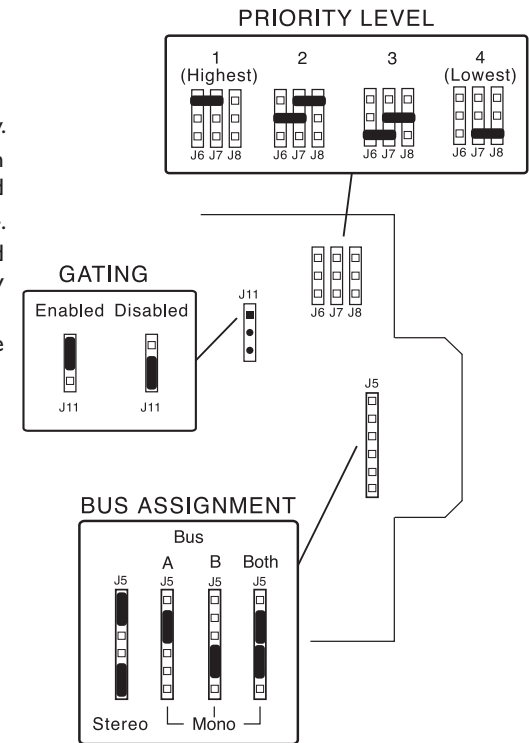 PRIORITY LEVEL
1 2 3 4
(Highest) (Lowest)
J6 J7 J8 J6 J7 J8 J6 J7 J8 J6 J7 J8
y.
n
d
.
d
y
e
J6 J7 J8
GATING
Enabled Disabled
J11 J11
J11
J5
BUS ASSIGNMENT
Bus
A B Both
J5 J5 J5 J5
Stereo Mono